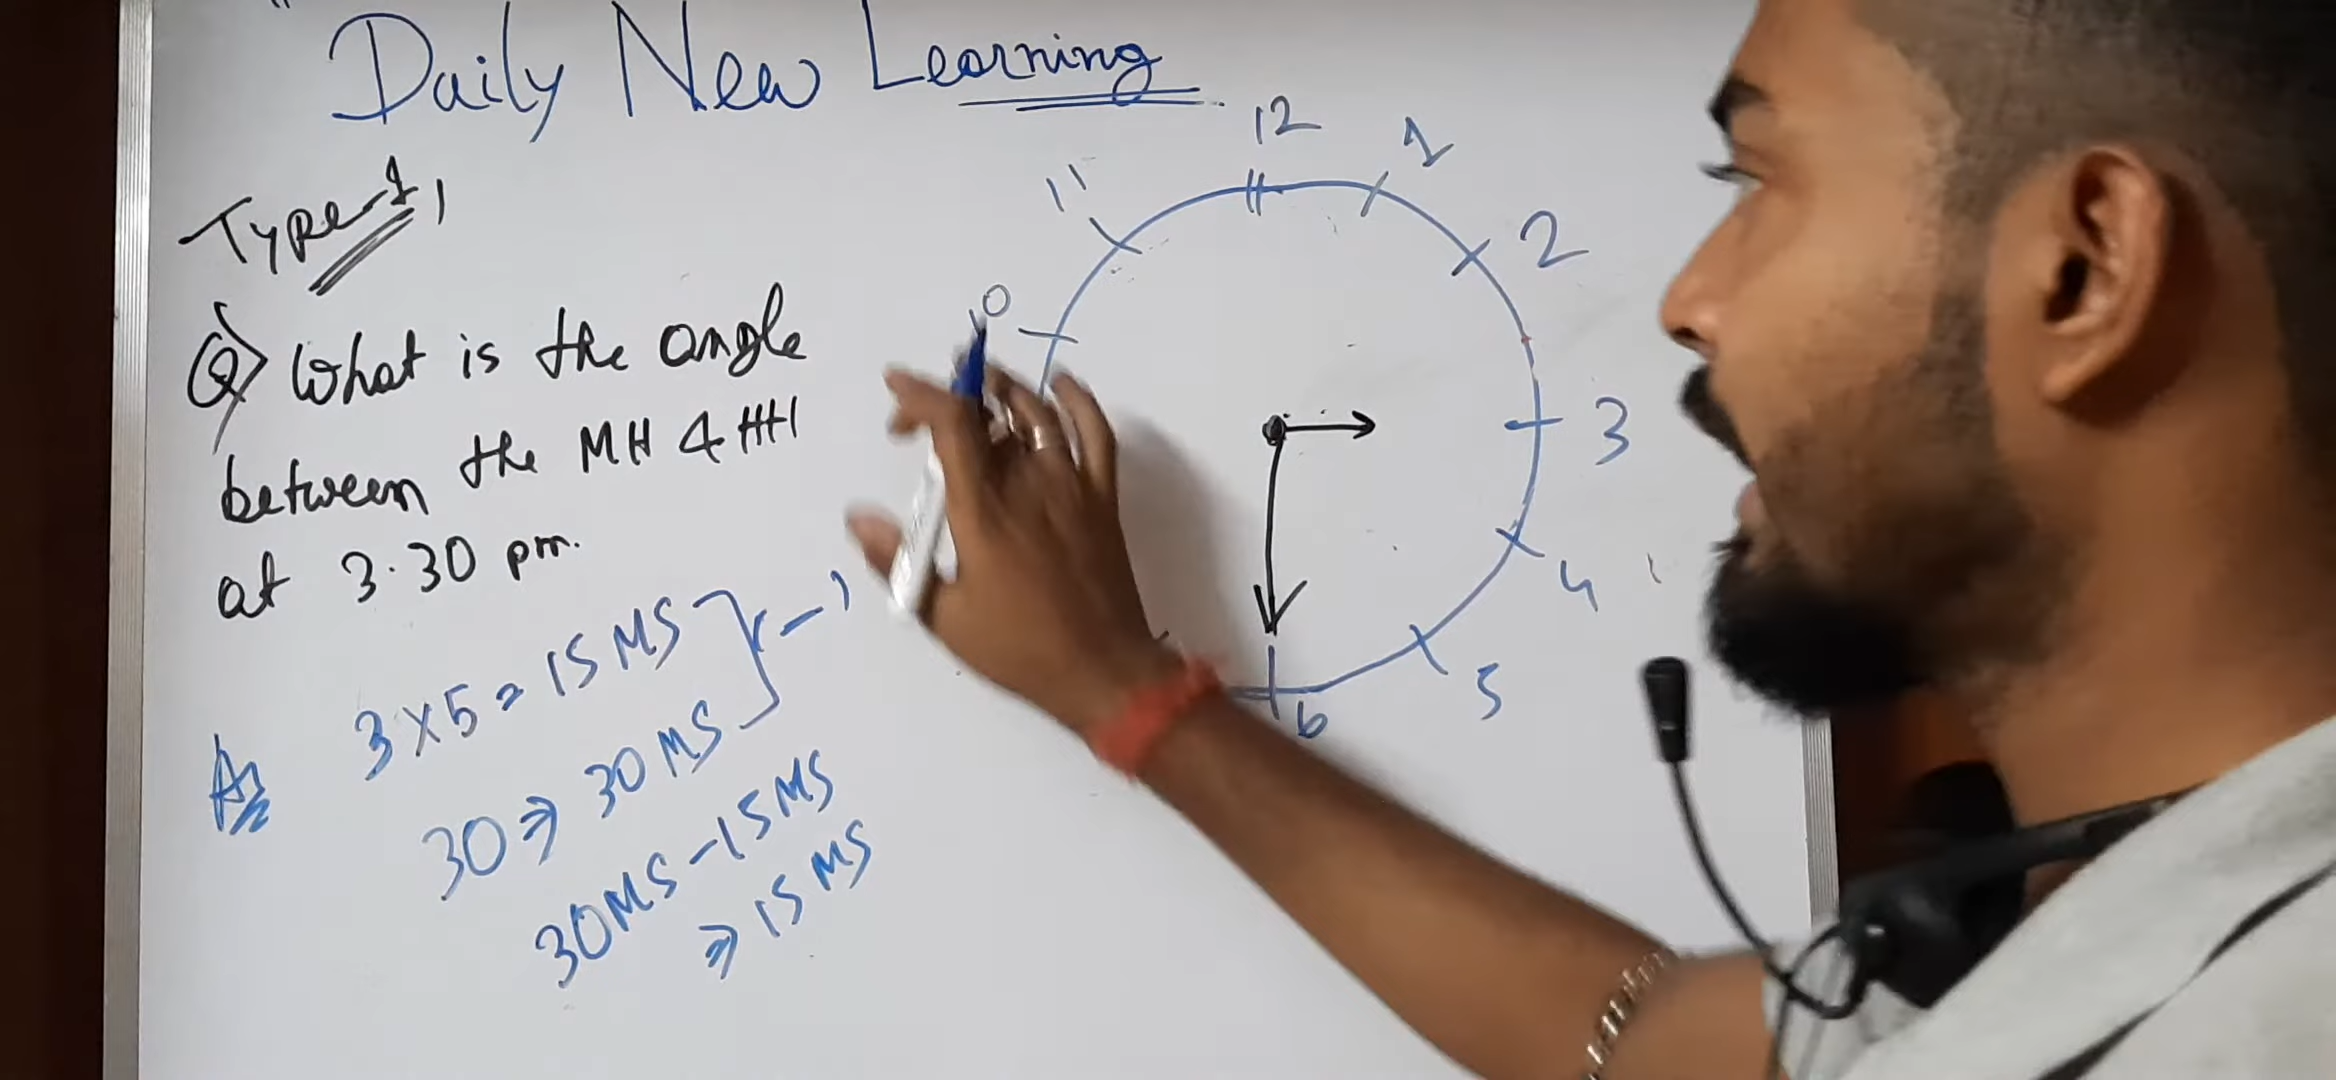 Daily New Learning
Type-1,
Q) What is the angle
between the MH & HH
at 3.30 pm.
3 x 5 = 15 MS
30 ⇒ 30 MS
30MS - 15MS
⇒ 15 MS
12
1
2
3
4
5
6
10
11